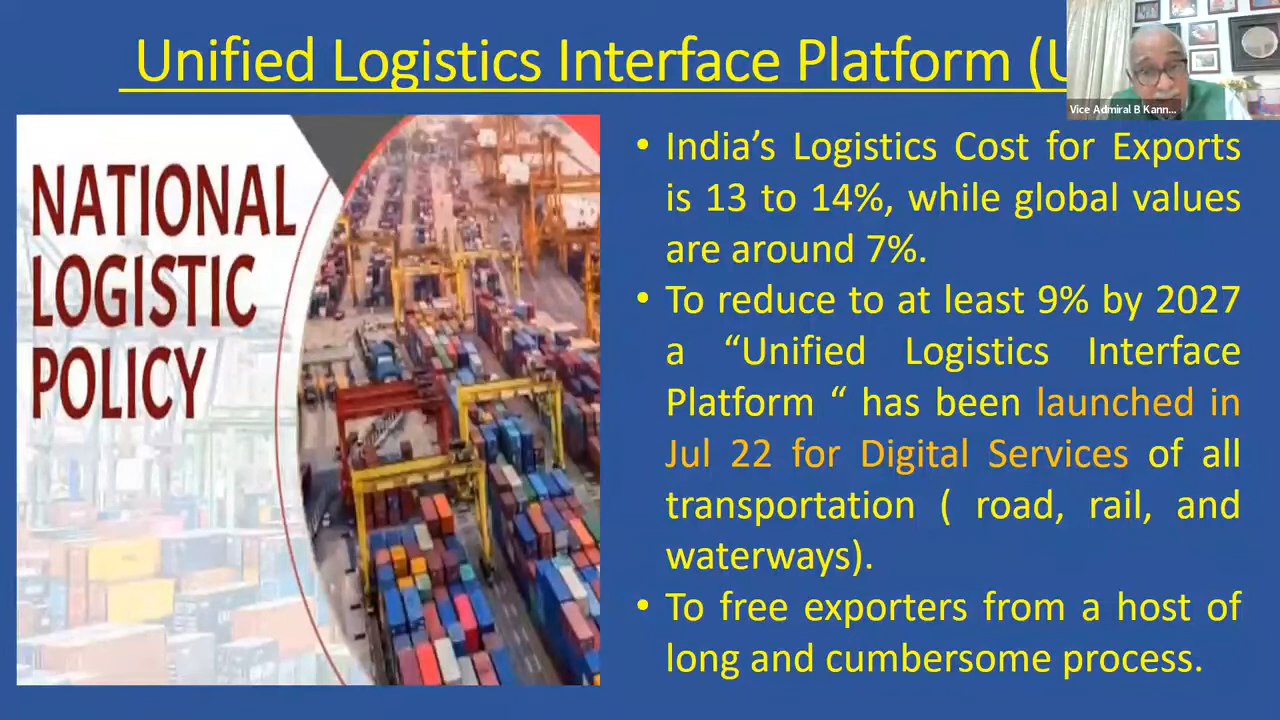 Unified Logistics Interface Platform (U
Vice Admiral B Kann...
NATIONAL
LOGISTIC
POLICY
• India’s Logistics Cost for Exports
is 13 to 14%, while global values
are around 7%.
• To reduce to at least 9% by 2027
a “Unified Logistics Interface
Platform “ has been launched in
Jul 22 for Digital Services of all
transportation ( road, rail, and
waterways).
• To free exporters from a host of
long and cumbersome process.